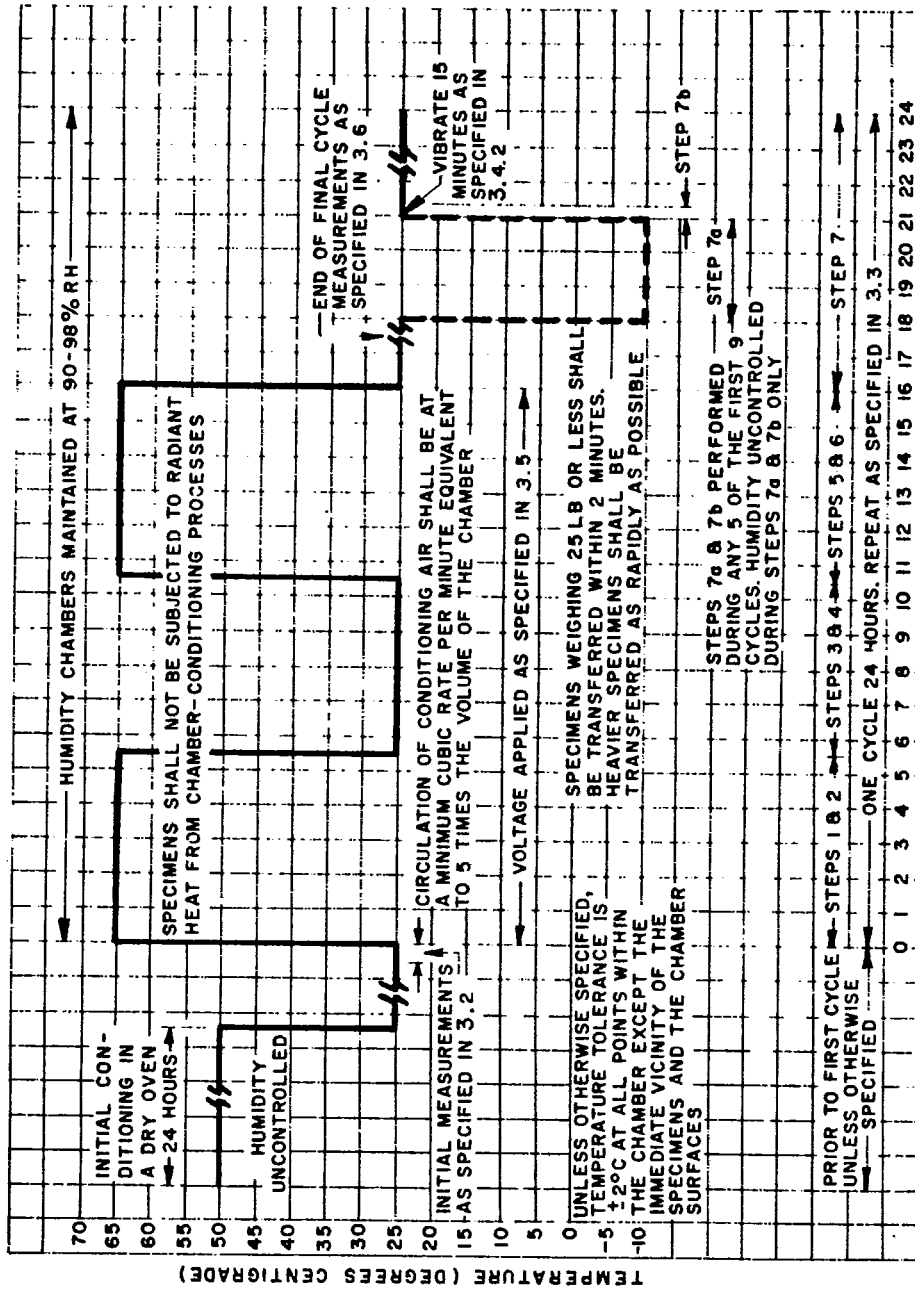 HUMIDITY CHAMBERS MAINTAINED AT 90-98% RH
INITIAL CON-
DITIONING IN
A DRY OVEN
24 HOURS
HUMIDITY
UNCONTROLLED
SPECIMENS SHALL NOT BE SUBJECTED TO RADIANT
HEAT FROM CHAMBER-CONDITIONING PROCESSES
END OF FINAL CYCLE
MEASUREMENTS AS
SPECIFIED IN 3.6
INITIAL MEASUREMENTS
AS SPECIFIED IN 3.2
CIRCULATION OF CONDITIONING AIR SHALL BE AT
A MINIMUM CUBIC RATE PER MINUTE EQUIVALENT
TO 5 TIMES THE VOLUME OF THE CHAMBER
VIBRATE 15
MINUTES AS
SPECIFIED IN
3.4.2
VOLTAGE APPLIED AS SPECIFIED IN 3.5
UNLESS OTHERWISE SPECIFIED,
TEMPERATURE TOLERANCE IS
±2°C AT ALL POINTS WITHIN
THE CHAMBER EXCEPT THE
IMMEDIATE VICINITY OF THE
SPECIMENS AND THE CHAMBER
SURFACES
SPECIMENS WEIGHING 25 LB OR LESS SHALL
BE TRANSFERRED WITHIN 2 MINUTES.
HEAVIER SPECIMENS SHALL BE
TRANSFERRED AS RAPIDLY AS POSSIBLE
STEP 7b
STEPS 7a & 7b PERFORMED
DURING ANY 5 OF THE FIRST 9
CYCLES. HUMIDITY UNCONTROLLED
DURING STEPS 7a & 7b ONLY
STEP 7a
PRIOR TO FIRST CYCLE
UNLESS OTHERWISE
SPECIFIED
STEPS 1 & 2
STEPS 3 & 4
STEPS 5 & 6
STEP 7
ONE CYCLE 24 HOURS. REPEAT AS SPECIFIED IN 3.3
TEMPERATURE (DEGREES CENTIGRADE)
70
65
60
55
50
45
40
35
30
25
20
15
10
5
0
-5
-10
0 1 2 3 4 5 6 7 8 9 10 11 12 13 14 15 16 17 18 19 20 21 22 23 24